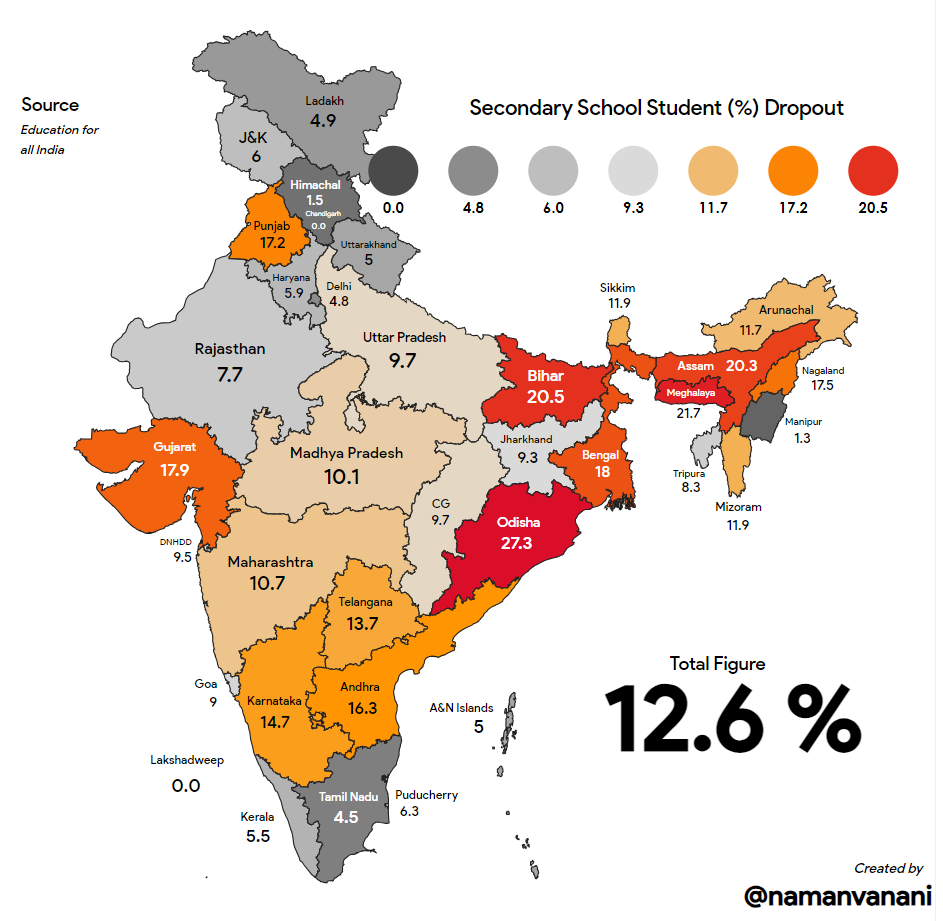 Source
Education for
all India
Secondary School Student (%) Dropout
0.0
4.8
6.0
9.3
11.7
17.2
20.5
Ladakh
4.9
J&K
6
Himachal
1.5
Chandigarh
0.0
Punjab
17.2
Uttarakhand
5
Haryana
5.9
Delhi
4.8
Rajasthan
7.7
Uttar Pradesh
9.7
Bihar
20.5
Sikkim
11.9
Arunachal
11.7
Assam 20.3
Nagaland
17.5
Meghalaya
21.7
Manipur
1.3
Tripura
8.3
Mizoram
11.9
Gujarat
17.9
Madhya Pradesh
10.1
Jharkhand
9.3
Bengal
18
CG
9.7
Odisha
27.3
DNHDD
9.5
Maharashtra
10.7
Telangana
13.7
Goa
9
Karnataka
14.7
Andhra
16.3
A&N Islands
5
Total Figure
12.6 %
Lakshadweep
0.0
Tamil Nadu
4.5
Puducherry
6.3
Kerala
5.5
Created by
@namanvanani